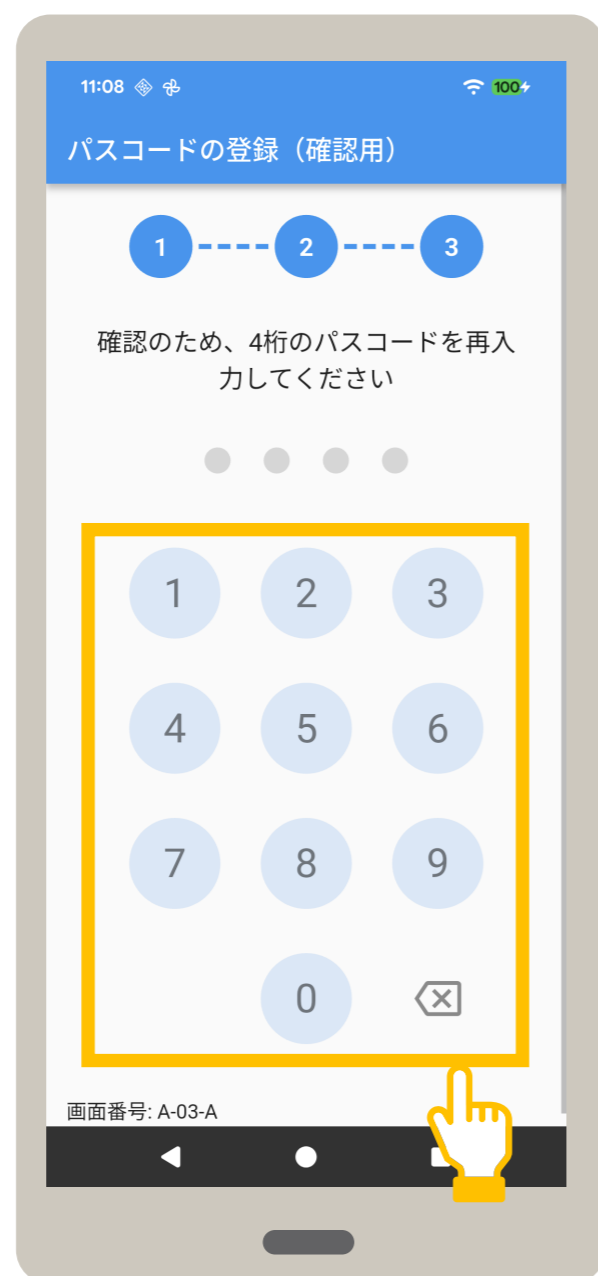 11:08 100
パスコードの登録（確認用）
1 2 3
確認のため、4桁のパスコードを再入
力してください
1 2 3
4 5 6
7 8 9
0
画面番号: A-03-A